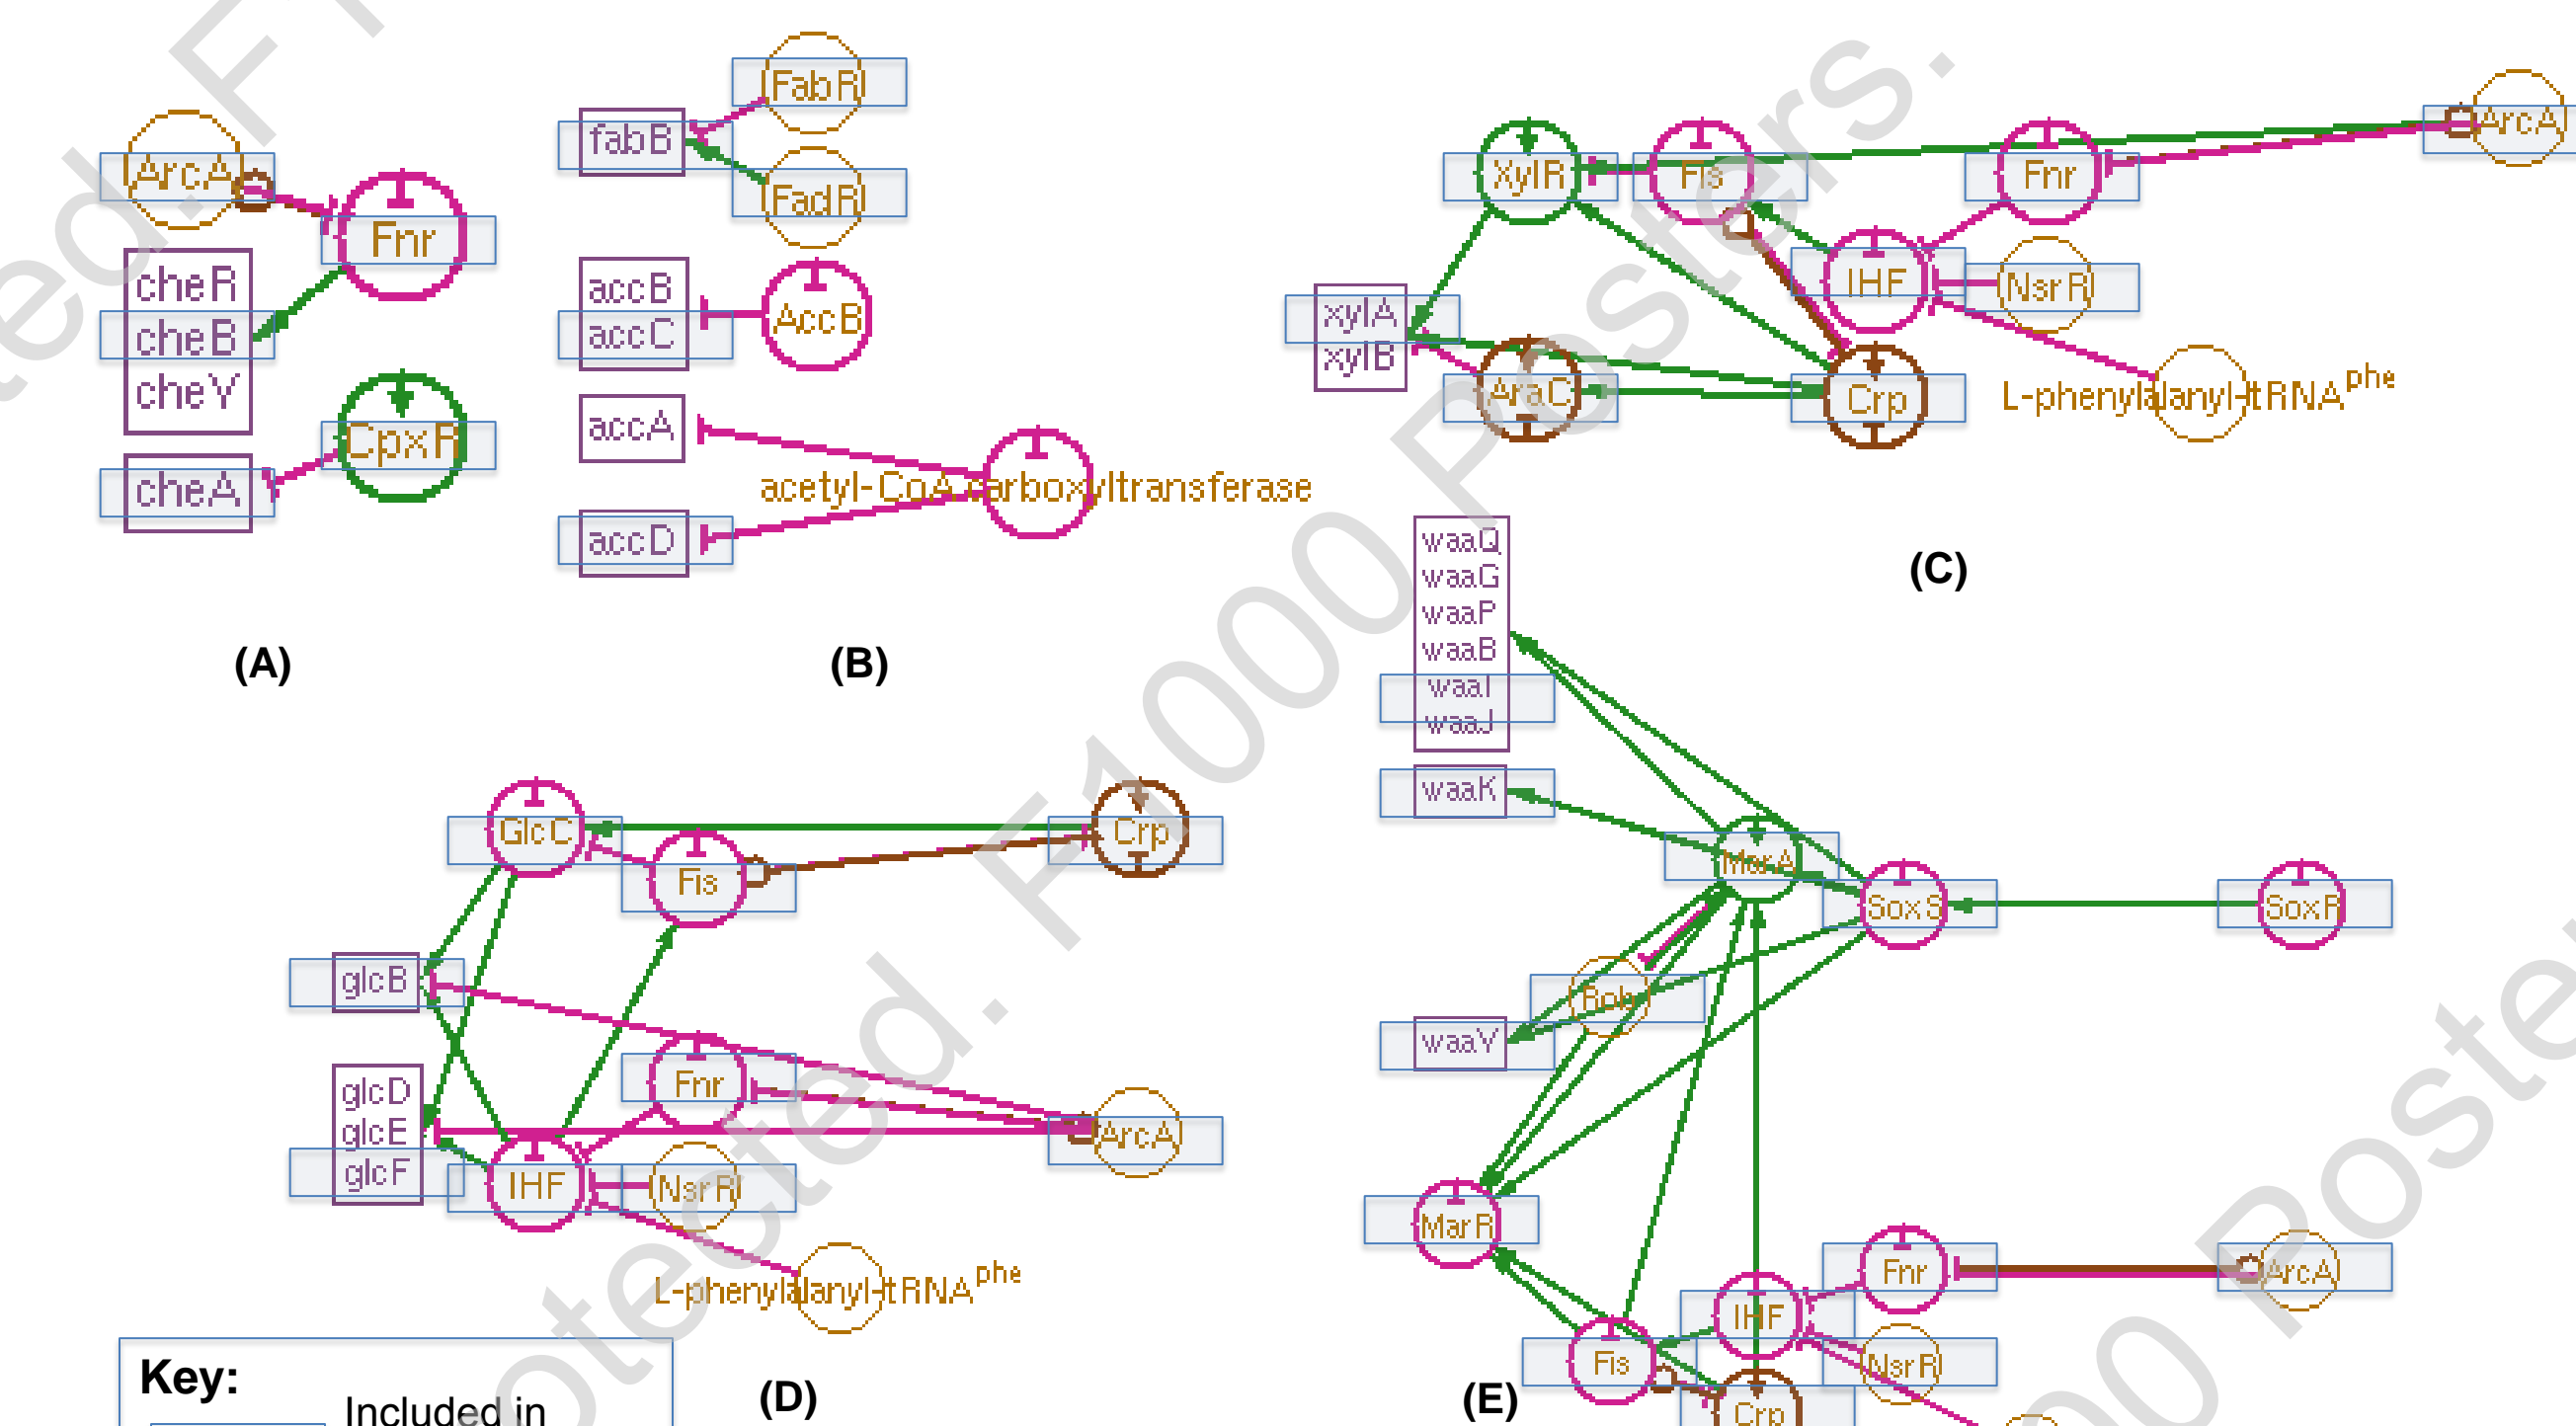 ArcA
Fnr
cheR
cheB
cheY
CpxR
cheA
(A)
FabR
fabB
FadR
accB
accC
AccB
accA
acetyl-CoA carboxyltransferase
accD
(B)
XylR
Fis
Fnr
ArcA
IHF
NsrR
xylA
xylB
AraC
Crp
L-phenylalanyl-tRNAphe
(C)
GlcC
Fis
Crp
glcB
Fnr
glcD
glcE
glcF
ArcA
IHF
NsrR
L-phenylalanyl-tRNAphe
(D)
waaQ
waaG
waaP
waaB
waaI
waaJ
waaK
MarA
SoxS
SoxR
Rob
waaY
MarR
Fnr
ArcA
IHF
Fis
NsrR
Crp
(E)
Key:
Included in
F1000 Posters.